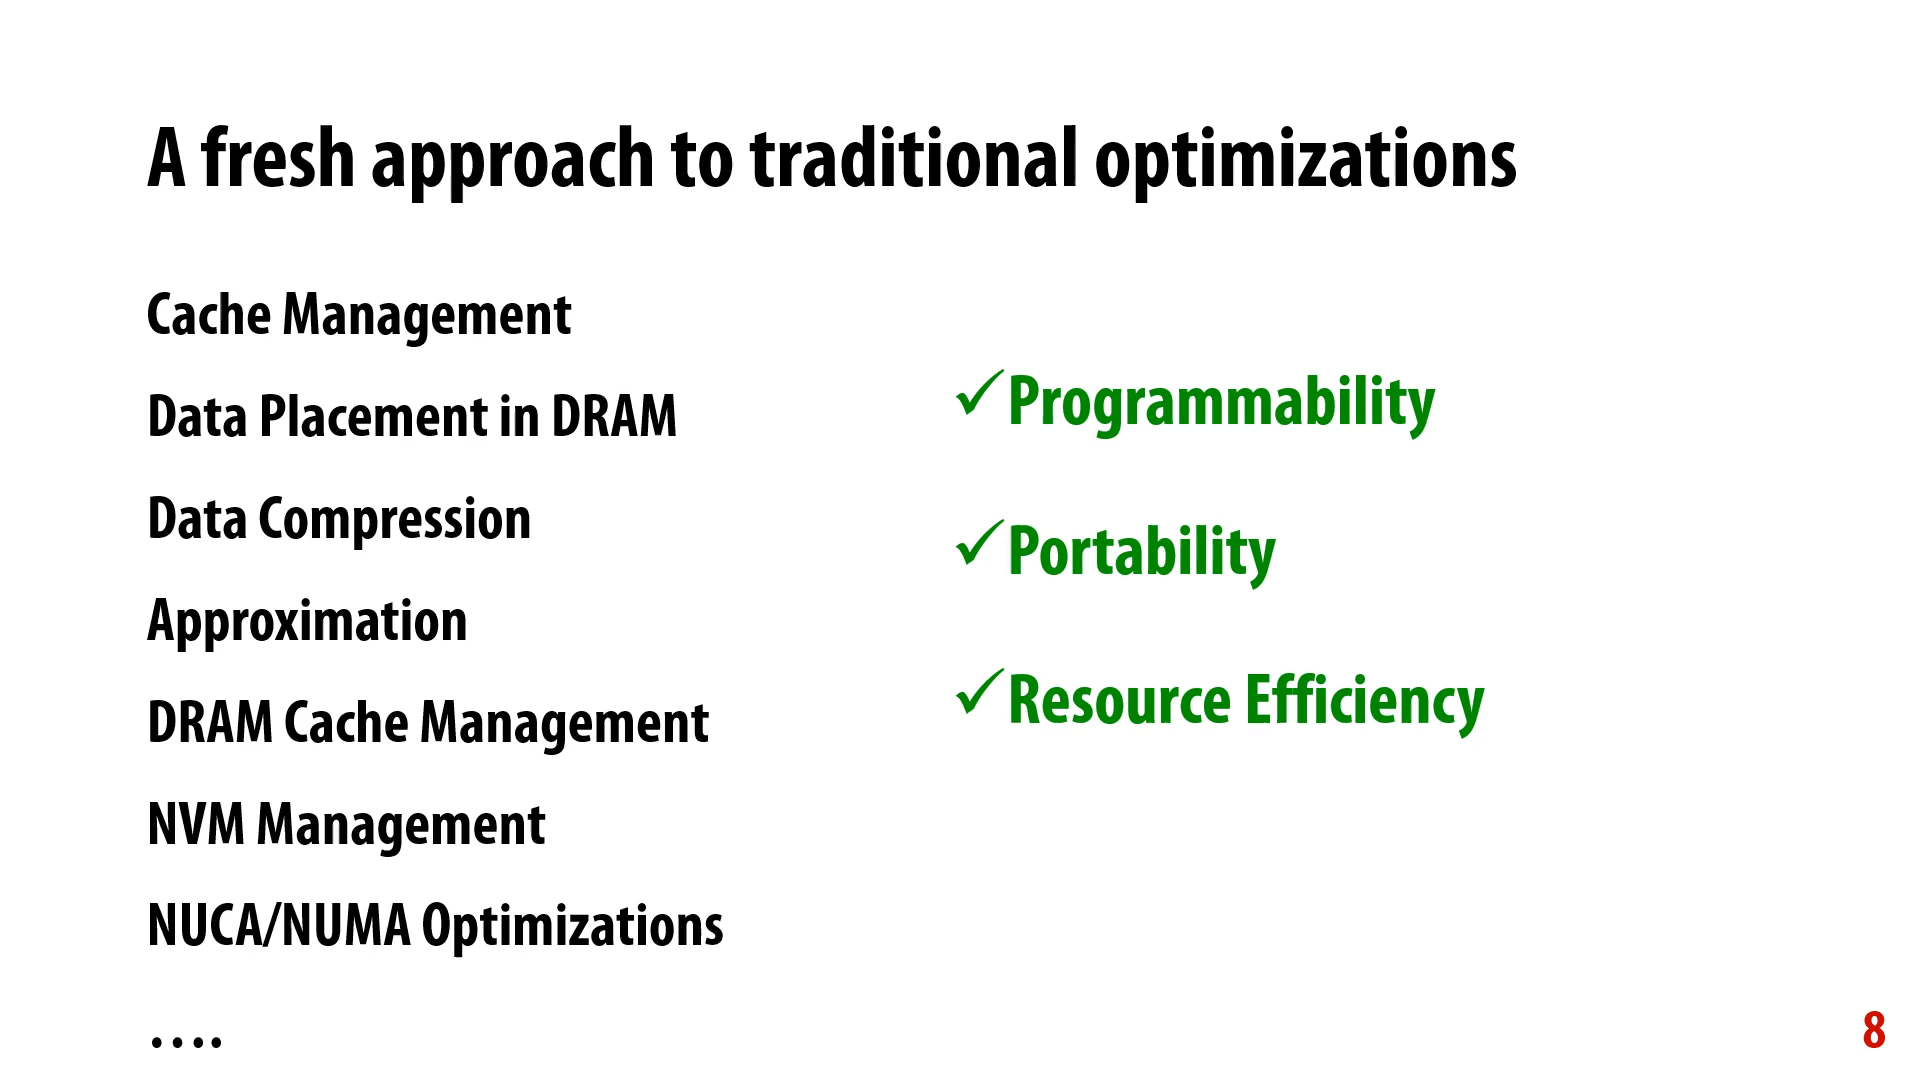 A fresh approach to traditional optimizations
Cache Management
Data Placement in DRAM
Data Compression
Approximation
DRAM Cache Management
NVM Management
NUCA/NUMA Optimizations
....
✓Programmability
✓Portability
✓Resource Efficiency
8